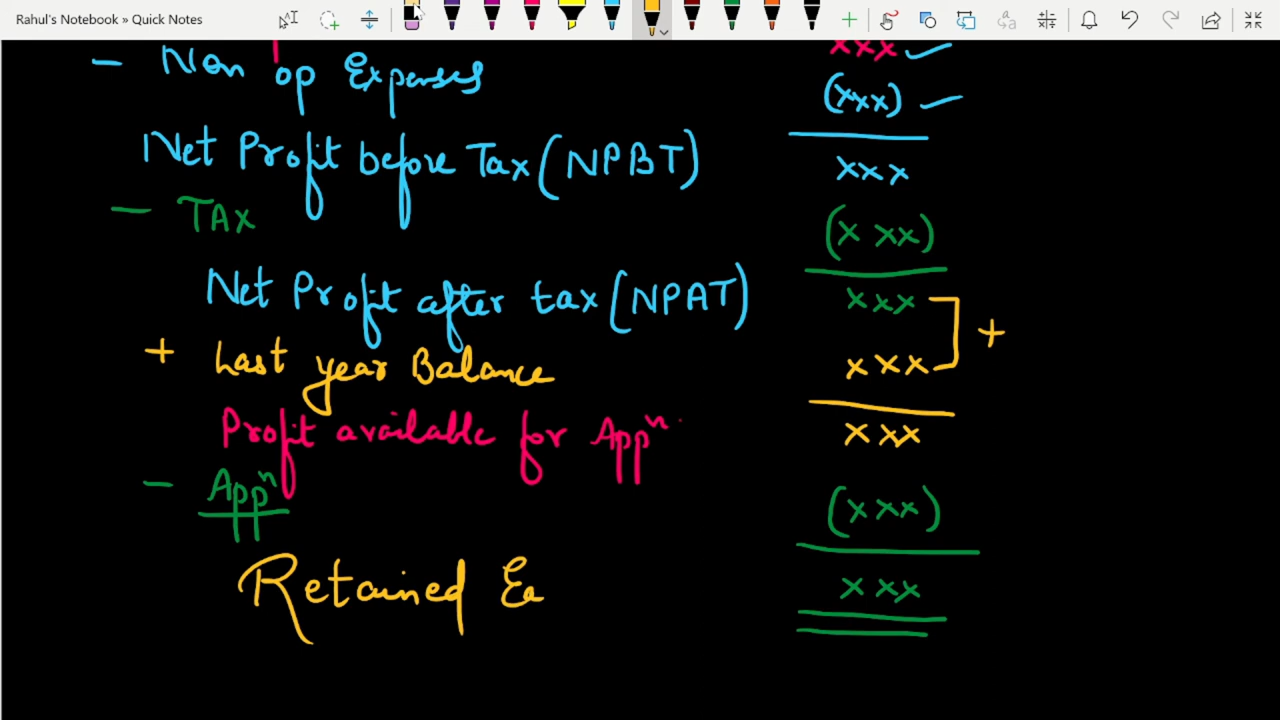 Rahul's Notebook » Quick Notes
xxx
- Non op Expenses (xxx)
Net Profit before Tax (NPBT) xxx
- TAX (xxx)
Net Profit after tax (NPAT) xxx
+
+ Last year Balance xxx
Profit available for Appⁿ. xxx
- Appⁿ (xxx)
Retained Ea xxx